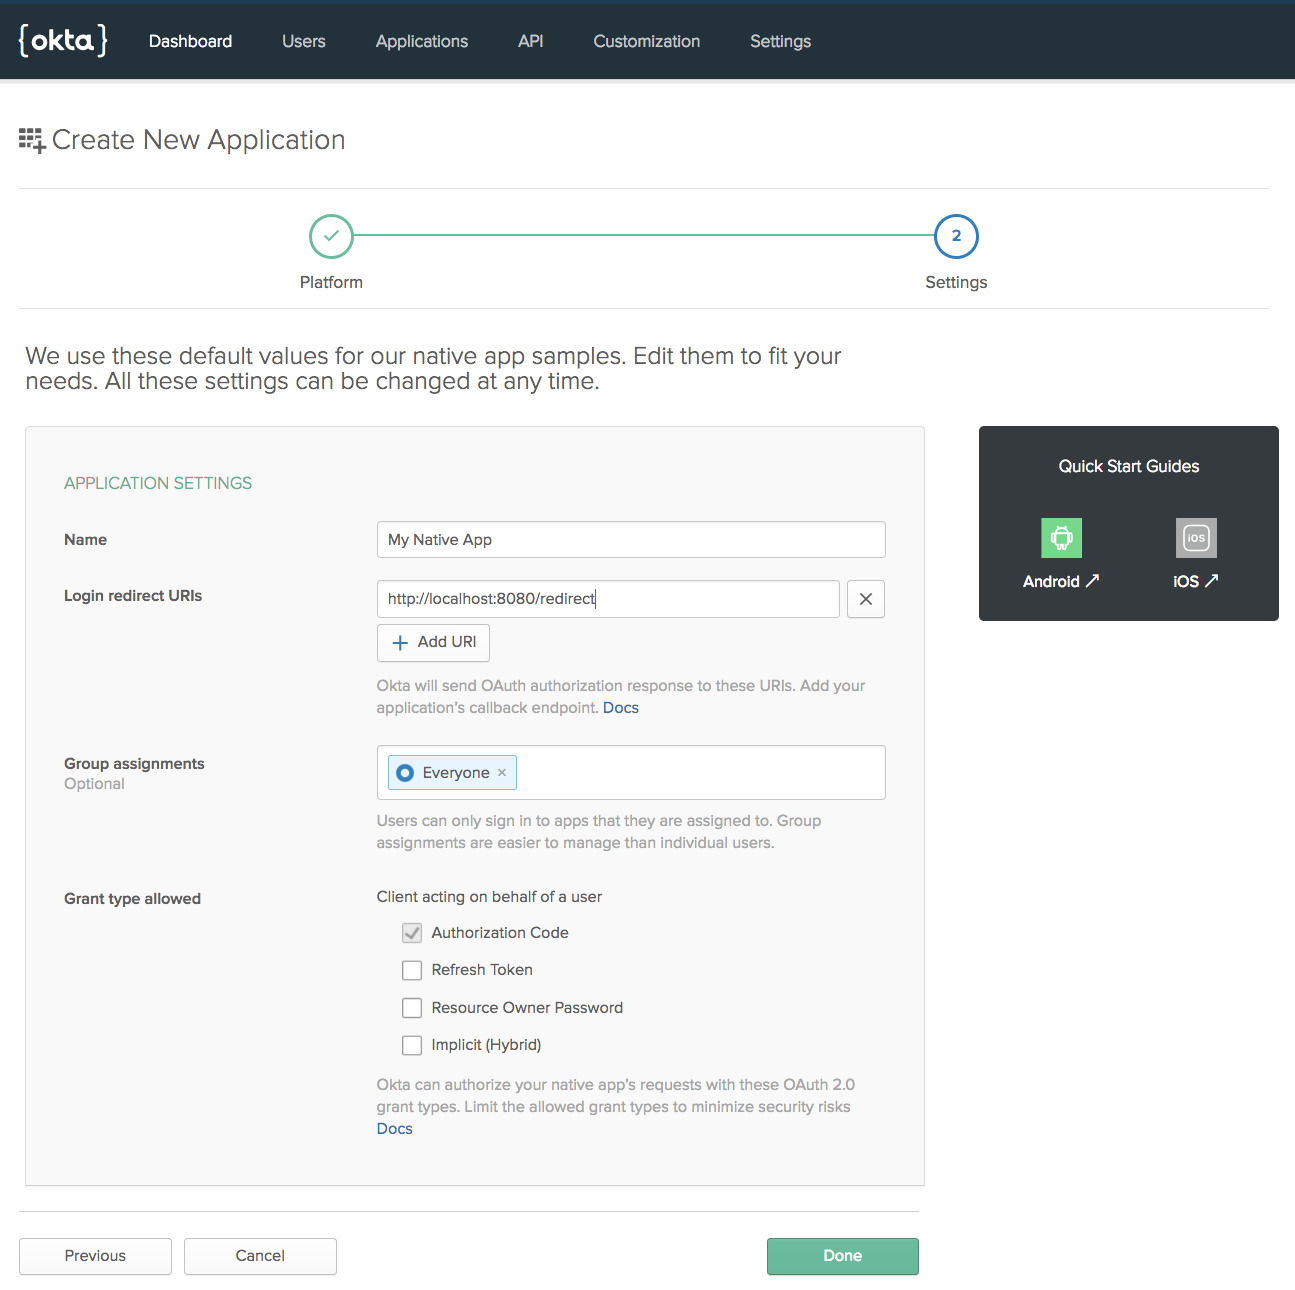 {okta} Dashboard Users Applications API Customization Settings
Create New Application
2
Platform Settings
We use these default values for our native app samples. Edit them to fit your
needs. All these settings can be changed at any time.
APPLICATION SETTINGS
Name My Native App
Login redirect URIs http://localhost:8080/redirect
Add URI
Okta will send OAuth authorization response to these URIs. Add your
application's callback endpoint. Docs
Group assignments
Optional
Everyone ×
Users can only sign in to apps that they are assigned to. Group
assignments are easier to manage than individual users.
Grant type allowed Client acting on behalf of a user
Authorization Code
Refresh Token
Resource Owner Password
Implicit (Hybrid)
Okta can authorize your native app's requests with these OAuth 2.0
grant types. Limit the allowed grant types to minimize security risks
Docs
Quick Start Guides
iOS
Android iOS
Previous Cancel Done